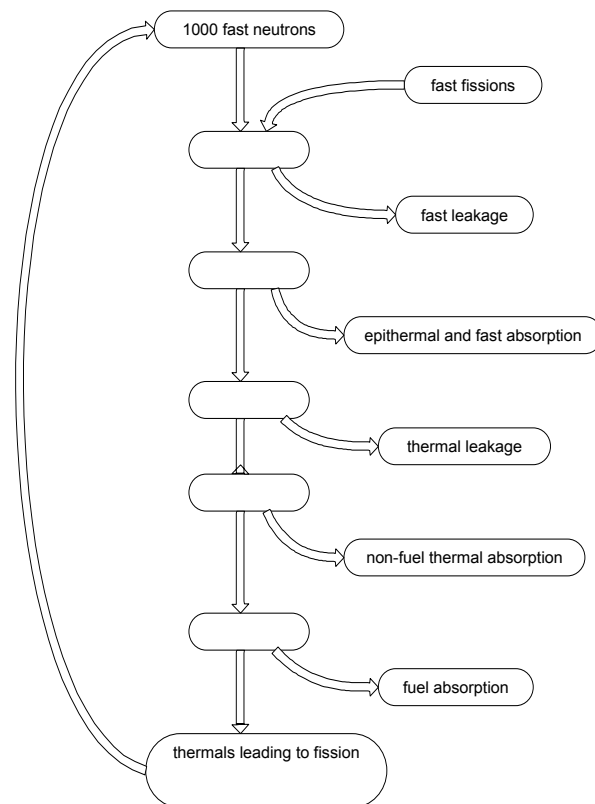 1000 fast neutrons
fast fissions
fast leakage
epithermal and fast absorption
thermal leakage
non-fuel thermal absorption
fuel absorption
thermals leading to fission